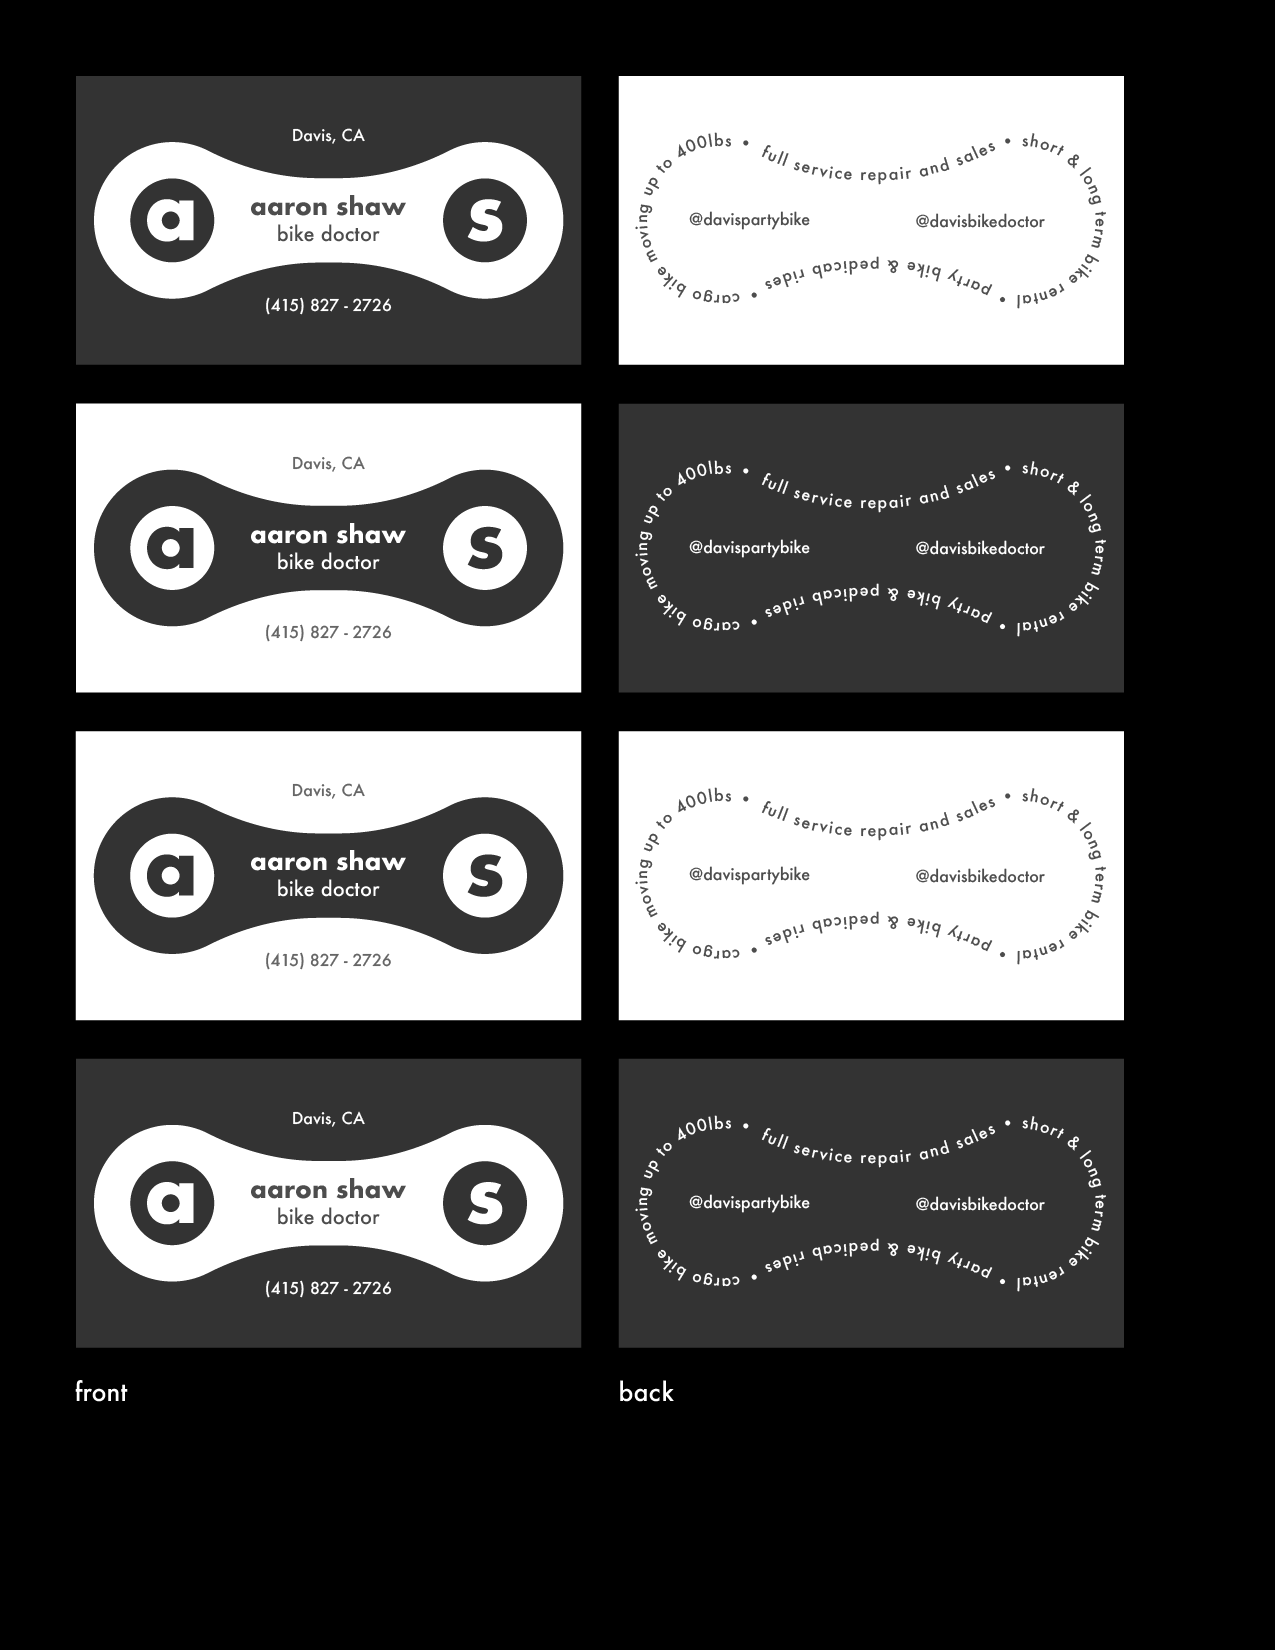 Davis, CA
a
aaron shaw
bike doctor
s
(415) 827 - 2726
cargo bike moving up to 400lbs • full service repair and sales • short & long term bike rental • party bike & pedicab rides •
@davispartybike
@davisbikedoctor
Davis, CA
a
aaron shaw
bike doctor
s
(415) 827 - 2726
cargo bike moving up to 400lbs • full service repair and sales • short & long term bike rental • party bike & pedicab rides •
@davispartybike
@davisbikedoctor
Davis, CA
a
aaron shaw
bike doctor
s
(415) 827 - 2726
cargo bike moving up to 400lbs • full service repair and sales • short & long term bike rental • party bike & pedicab rides •
@davispartybike
@davisbikedoctor
Davis, CA
a
aaron shaw
bike doctor
s
(415) 827 - 2726
cargo bike moving up to 400lbs • full service repair and sales • short & long term bike rental • party bike & pedicab rides •
@davispartybike
@davisbikedoctor
front
back